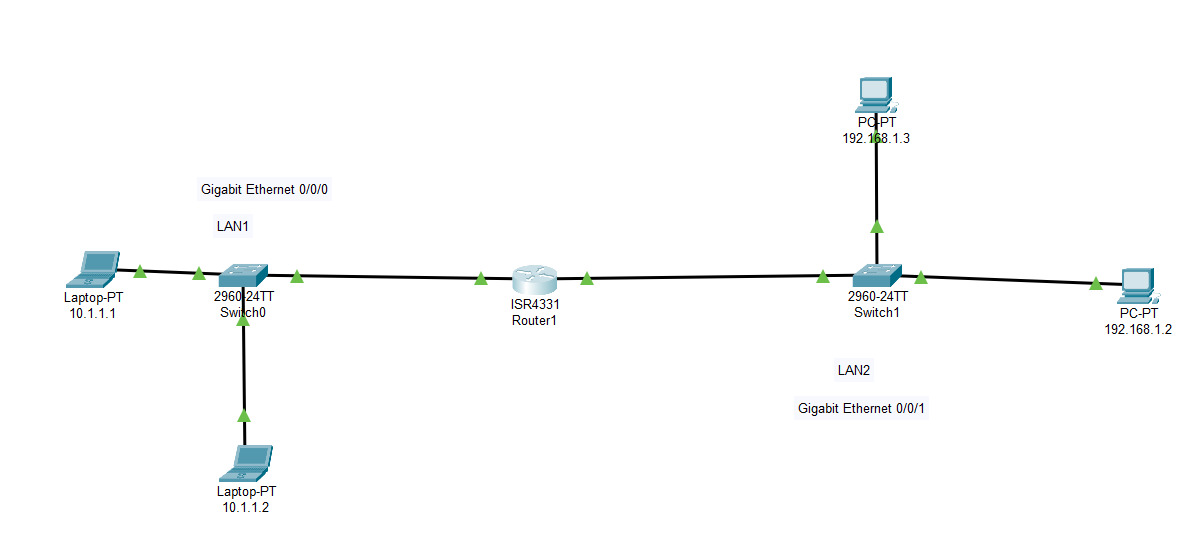 PC-PT
192.168.1.3
Gigabit Ethernet 0/0/0
LAN1
Laptop-PT
10.1.1.1
2960-24TT
Switch0
ISR4331
Router1
2960-24TT
Switch1
PC-PT
192.168.1.2
LAN2
Gigabit Ethernet 0/0/1
Laptop-PT
10.1.1.2